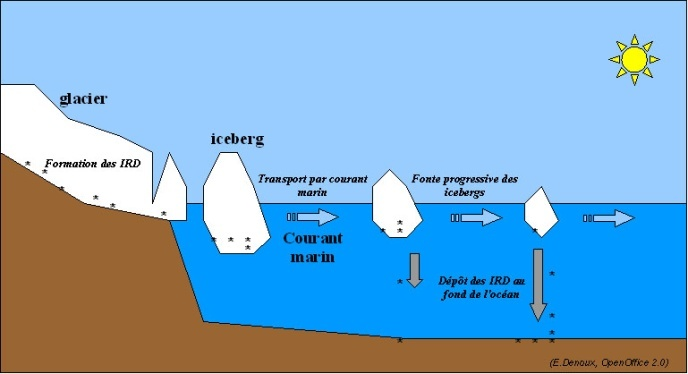 glacier
iceberg
Formation des IRD
Transport par courant
marin
Fonte progressive des
icebergs
Courant
marin
Dépôt des IRD au
fond de l'océan
(E.Denoux, OpenOffice 2.0)